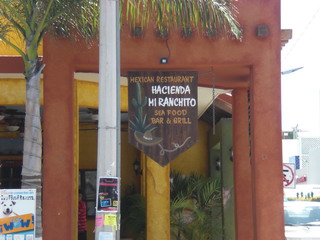 MEXICAN RESTAURANT
HACIENDA
MI RANCHITO
SEA FOOD
BAR & GRILL